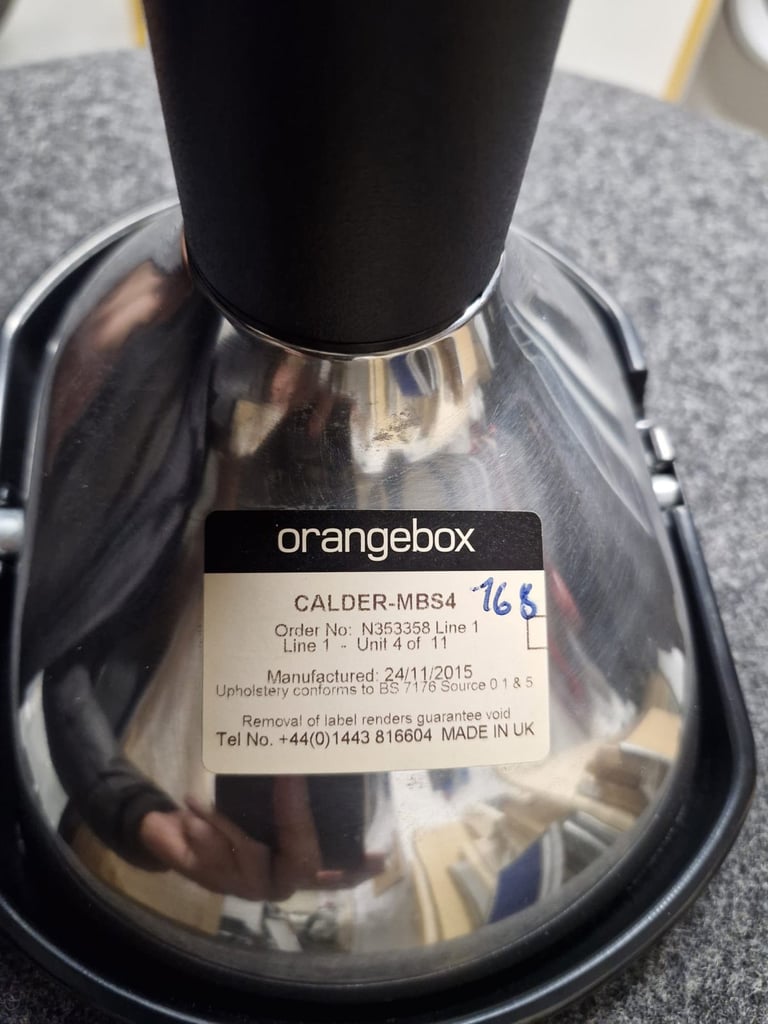 orangebox
CALDER-MBS4 168
Order No: N353358 Line 1
Line 1 - Unit 4 of 11
Manufactured: 24/11/2015
Upholstery conforms to BS 7176 Source 0 1 & 5
Removal of label renders guarantee void
Tel No. +44(0)1443 816604 MADE IN UK